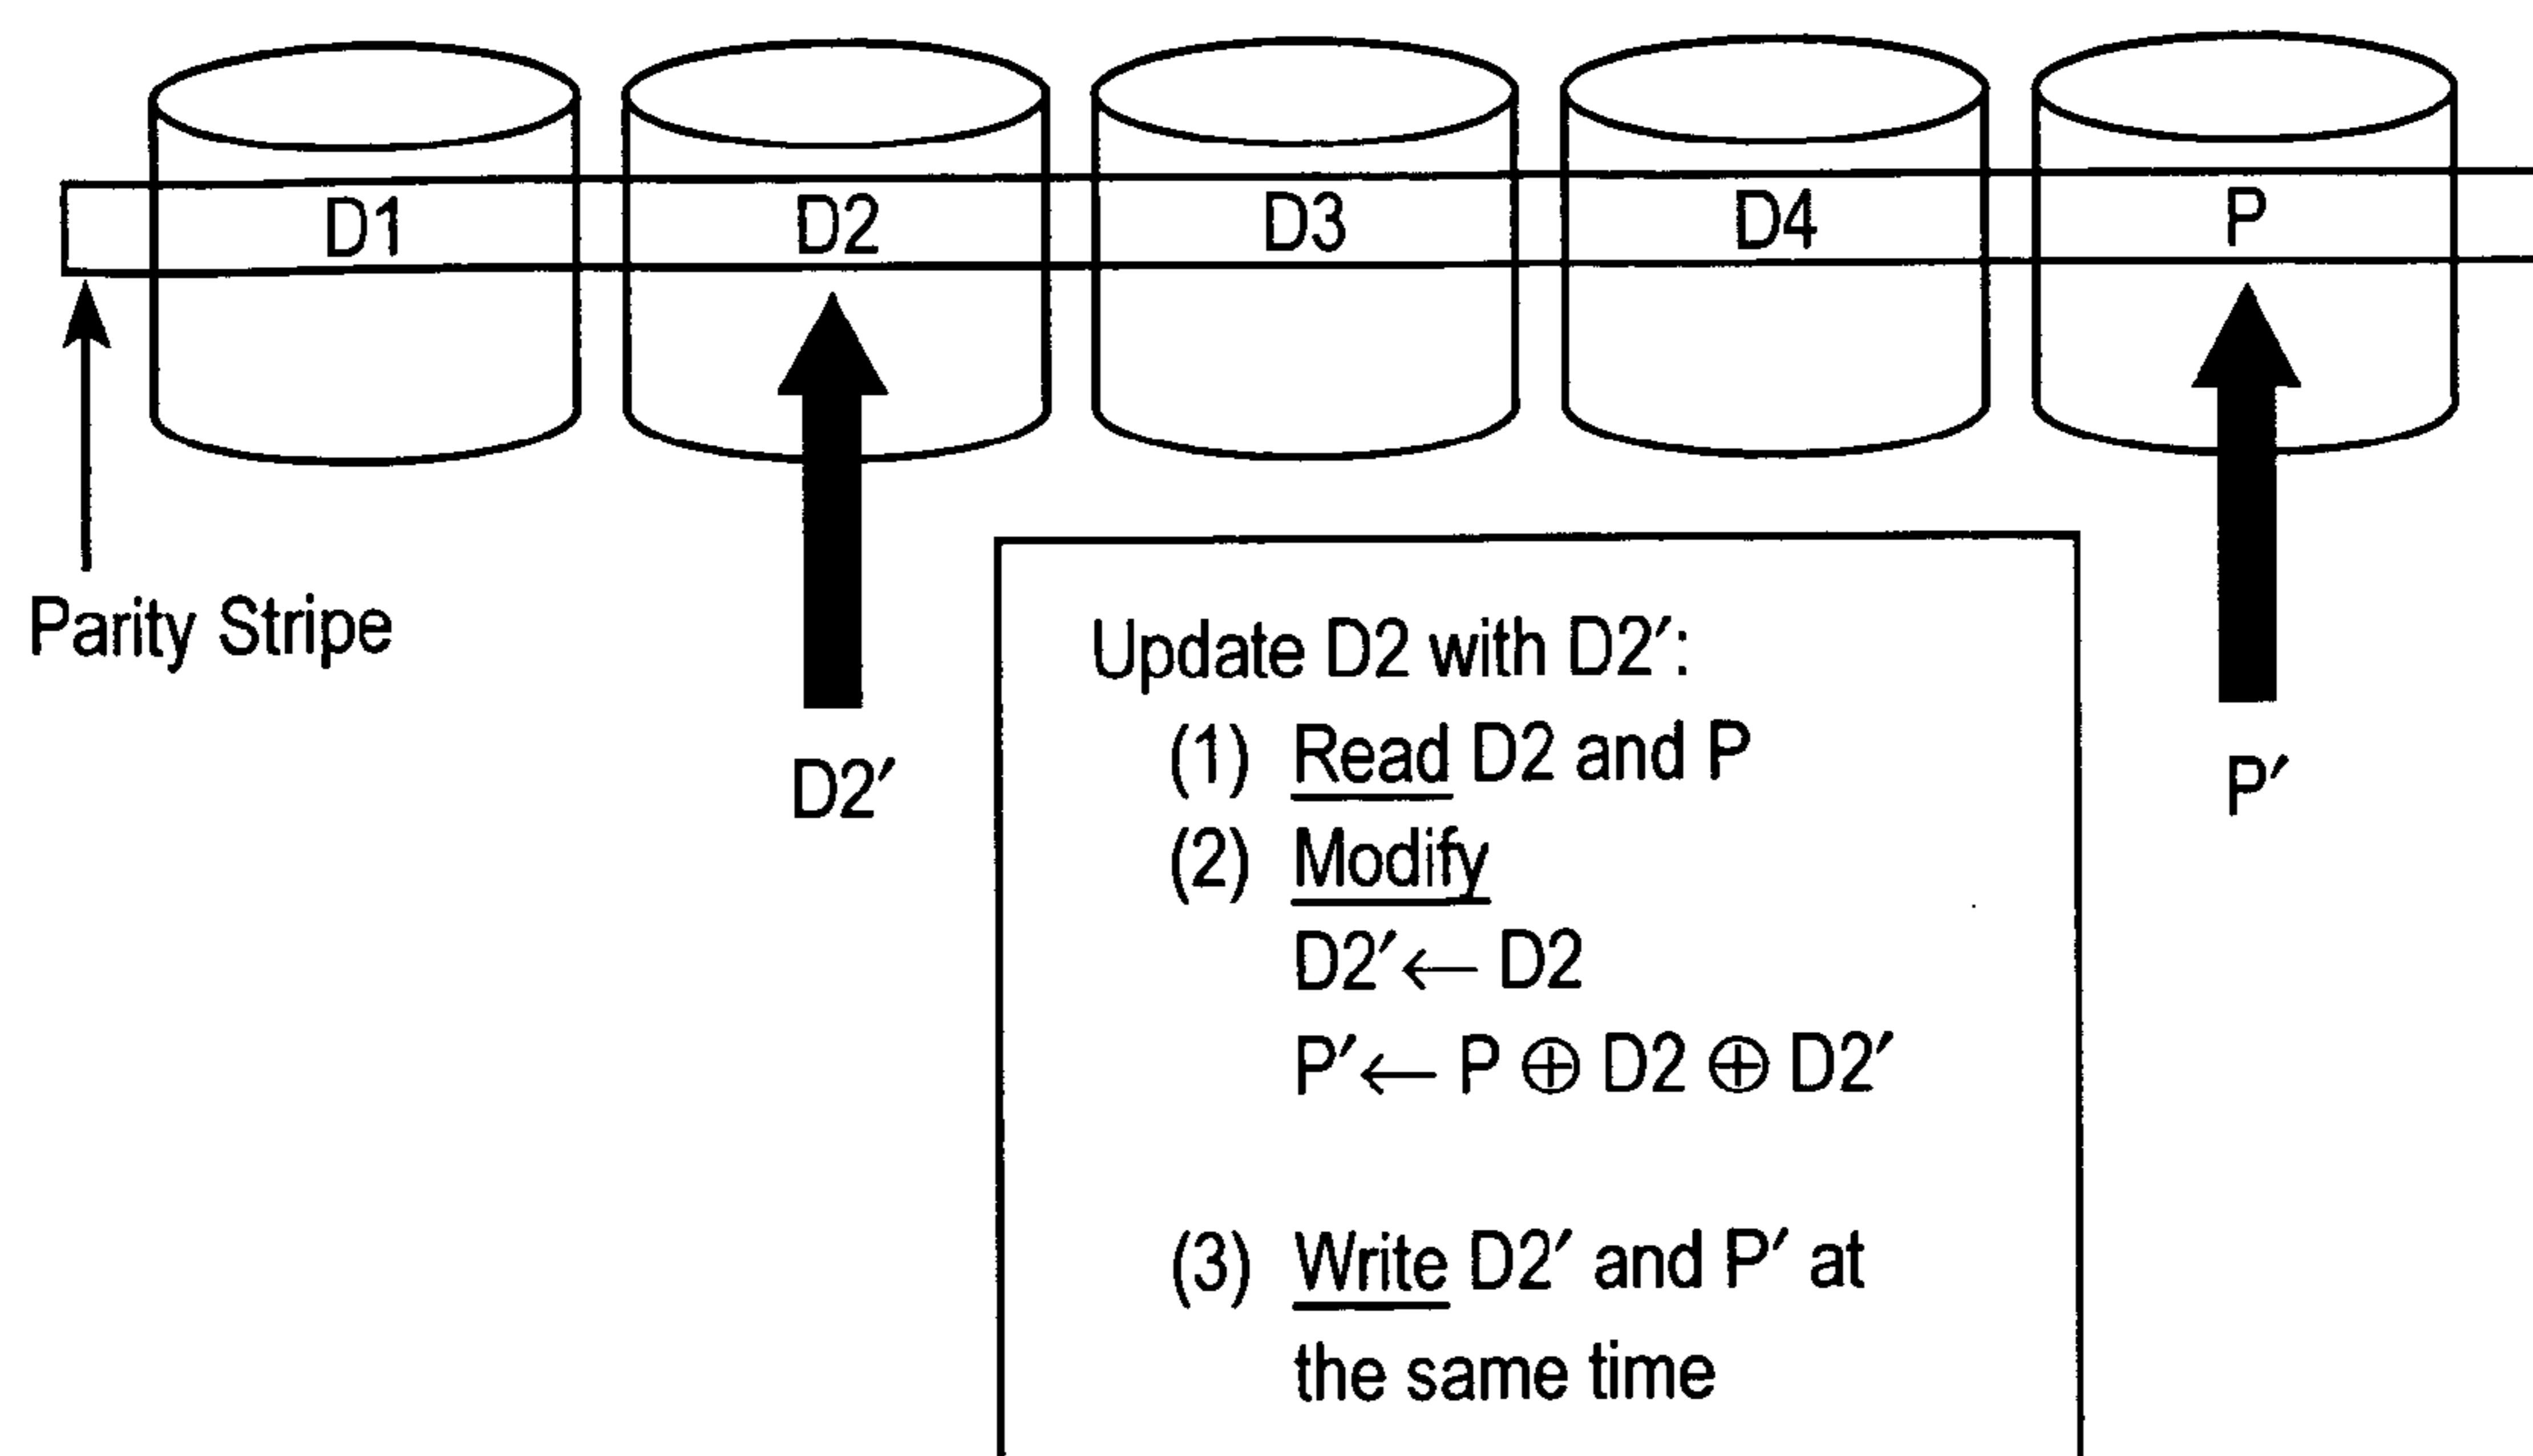 D1 D2 D3 D4 P
Parity Stripe
D2′
P′
Update D2 with D2′:
(1) Read D2 and P
(2) Modify
D2′← D2
P′← P ⊕ D2 ⊕ D2′
(3) Write D2′ and P′ at
the same time